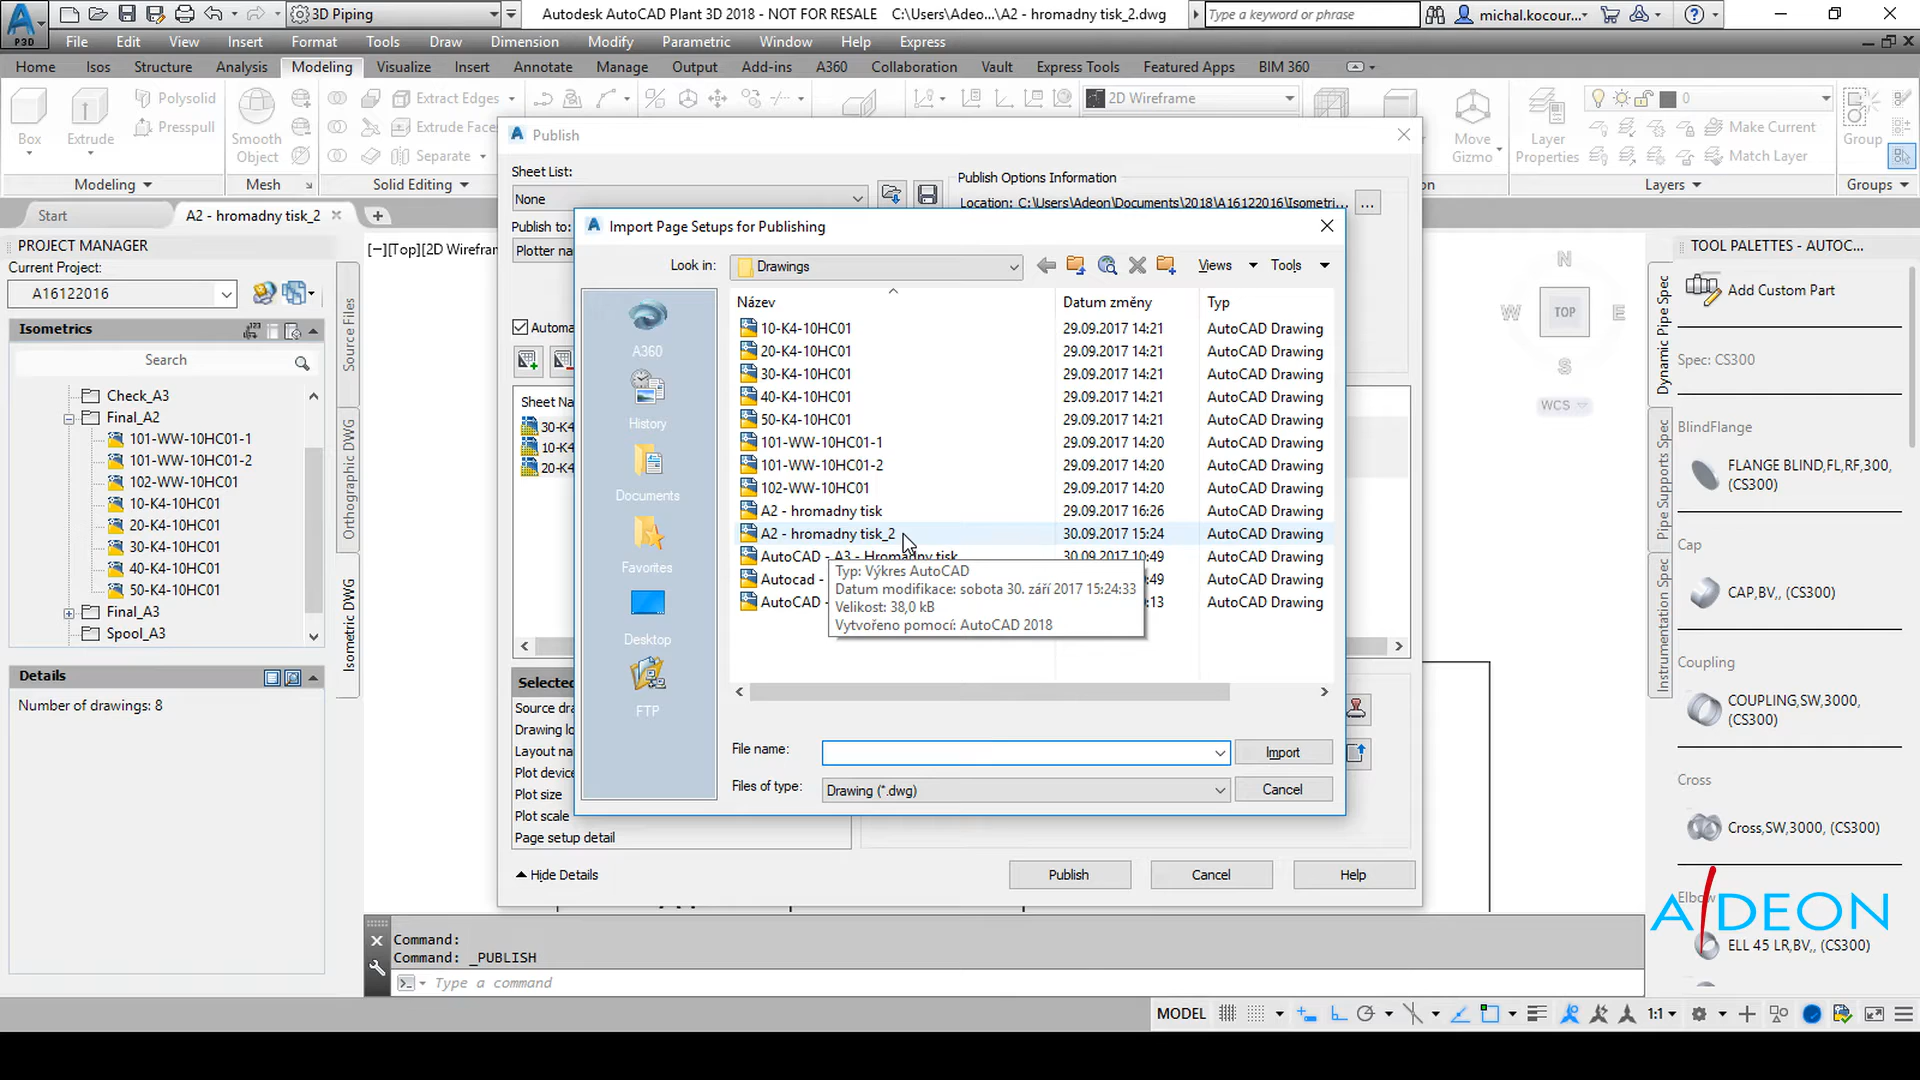 3D Piping
Autodesk AutoCAD Plant 3D 2018 - NOT FOR RESALE C:\Users\Adeo...\A2 - hromadny tisk_2.dwg
Type a keyword or phrase
michal.kocour...
P3D
File Edit View Insert Format Tools Draw Dimension Modify Parametric Window Help Express
Home Isos Structure Analysis Modeling Visualize Insert Annotate Manage Output Add-ins A360 Collaboration Vault Express Tools Featured Apps BIM 360
Polysolid
Extract Edges
2D Wireframe
0
Presspull
Extrude Faces
Make Current
Box Extrude
Smooth Object
Separate
Move Gizmo
Layer Properties
Match Layer
Group
Modeling Mesh Solid Editing Layers Groups
Start
A2 - hromadny tisk_2
Publish
Sheet List:
None
Publish Options Information
Location: C:\Users\Adeon\Documents\2018\A16122016\Isometri...
Publish to:
PROJECT MANAGER
Current Project:
A16122016
Isometrics
Search
Check_A3
Final_A2
101-WW-10HC01-1
101-WW-10HC01-2
102-WW-10HC01
10-K4-10HC01
20-K4-10HC01
30-K4-10HC01
40-K4-10HC01
50-K4-10HC01
Final_A3
Spool_A3
Source Files
Orthographic DWG
Isometric DWG
Details
Number of drawings: 8
[−][Top][2D Wirefram
Plotter na
Automa
Sheet Na
30-K4
10-K4
20-K4
Selected
Source dra
Drawing lo
Layout na
Plot device
Plot size
Plot scale
Page setup detail
Hide Details
Publish
Cancel
Help
Import Page Setups for Publishing
Look in:
Drawings
Views
Tools
A360
History
Documents
Favorites
Desktop
FTP
Název Datum změny Typ
10-K4-10HC01 29.09.2017 14:21 AutoCAD Drawing
20-K4-10HC01 29.09.2017 14:21 AutoCAD Drawing
30-K4-10HC01 29.09.2017 14:21 AutoCAD Drawing
40-K4-10HC01 29.09.2017 14:21 AutoCAD Drawing
50-K4-10HC01 29.09.2017 14:21 AutoCAD Drawing
101-WW-10HC01-1 29.09.2017 14:20 AutoCAD Drawing
101-WW-10HC01-2 29.09.2017 14:20 AutoCAD Drawing
102-WW-10HC01 29.09.2017 14:20 AutoCAD Drawing
A2 - hromadny tisk 29.09.2017 16:26 AutoCAD Drawing
A2 - hromadny tisk_2 30.09.2017 15:24 AutoCAD Drawing
AutoCAD - A3 - Hromadny tisk 30.09.2017 10:49 AutoCAD Drawing
Autocad - :49 AutoCAD Drawing
AutoCAD - :13 AutoCAD Drawing
Typ: Výkres AutoCAD
Datum modifikace: sobota 30. září 2017 15:24:33
Velikost: 38,0 kB
Vytvořeno pomocí: AutoCAD 2018
File name:
Import
Files of type:
Drawing (*.dwg)
Cancel
N
W TOP E
S
WCS
TOOL PALETTES - AUTOC...
Dynamic Pipe Spec
Pipe Supports Spec
Instrumentation Spec
Add Custom Part
Spec: CS300
BlindFlange
FLANGE BLIND,FL,RF,300,
(CS300)
Cap
CAP,BV,, (CS300)
Coupling
COUPLING,SW,3000,
(CS300)
Cross
Cross,SW,3000, (CS300)
Elbow
ADEON
ELL 45 LR,BV,, (CS300)
Command:
Command: _PUBLISH
Type a command
MODEL
1:1